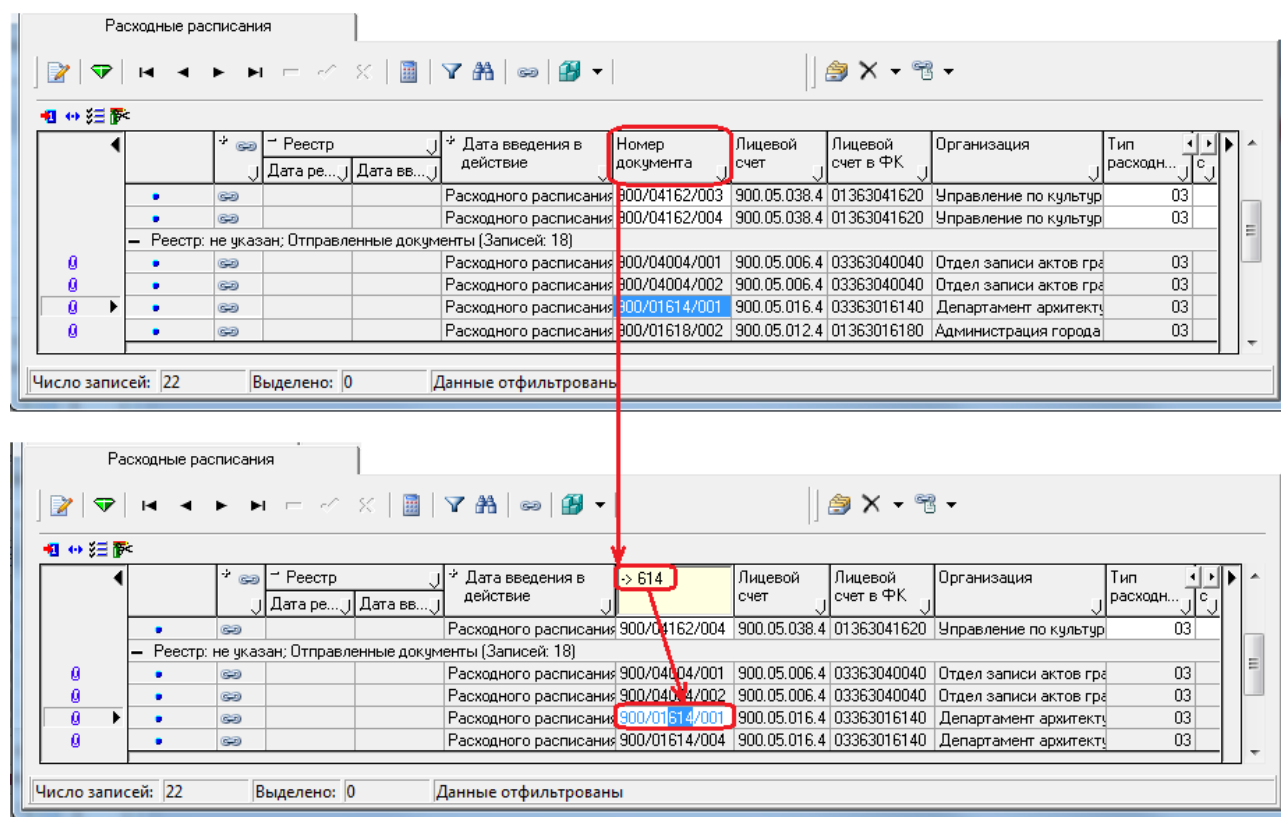 Расходные расписания
Реестр Дата введения в действие Номер документа Лицевой счет Лицевой счет в ФК Организация Тип расходн... с
Дата ре... Дата вв...
Расходного расписания 900/04162/003 900.05.038.4 01363041620 Управление по культур 03
Расходного расписания 900/04162/004 900.05.038.4 01363041620 Управление по культур 03
Реестр: не указан; Отправленные документы (Записей: 18)
Расходного расписания 900/04004/001 900.05.006.4 03363040040 Отдел записи актов гра 03
Расходного расписания 900/04004/002 900.05.006.4 03363040040 Отдел записи актов гра 03
Расходного расписания 900/01614/001 900.05.016.4 03363016140 Департамент архитекту 03
Расходного расписания 900/01618/002 900.05.012.4 01363016180 Администрация города 03
Число записей: 22 Выделено: 0 Данные отфильтрованы
Расходные расписания
Реестр Дата введения в действие -> 614 Лицевой счет Лицевой счет в ФК Организация Тип расходн... с
Дата ре... Дата вв...
Расходного расписания 900/04162/004 900.05.038.4 01363041620 Управление по культур 03
Реестр: не указан; Отправленные документы (Записей: 18)
Расходного расписания 900/04004/001 900.05.006.4 03363040040 Отдел записи актов гра 03
Расходного расписания 900/04004/002 900.05.006.4 03363040040 Отдел записи актов гра 03
Расходного расписания 900/01614/001 900.05.016.4 03363016140 Департамент архитекту 03
Расходного расписания 900/01614/004 900.05.016.4 03363016140 Департамент архитекту 03
Число записей: 22 Выделено: 0 Данные отфильтрованы